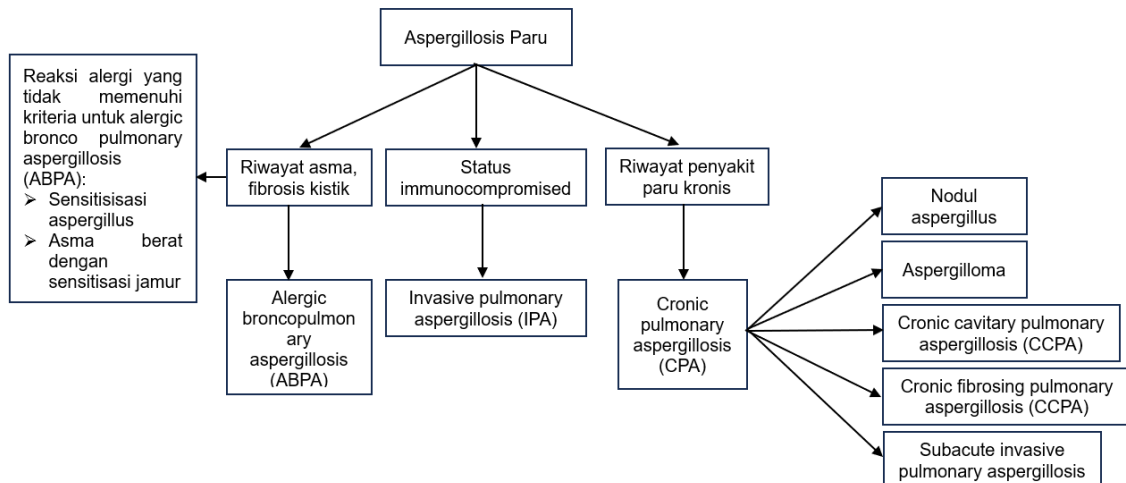 Aspergillosis Paru
Reaksi alergi yang
tidak memenuhi
kriteria untuk alergic
bronco pulmonary
aspergillosis
(ABPA):
➢ Sensitisisasi
aspergillus
➢ Asma berat
dengan
sensitisasi jamur
Riwayat asma,
fibrosis kistik
Status
immunocompromised
Riwayat penyakit
paru kronis
Alergic
broncopulmon
ary
aspergillosis
(ABPA)
Invasive pulmonary
aspergillosis (IPA)
Cronic
pulmonary
aspergillosis
(CPA)
Nodul
aspergillus
Aspergilloma
Cronic cavitary pulmonary
aspergillosis (CCPA)
Cronic fibrosing pulmonary
aspergillosis (CCPA)
Subacute invasive
pulmonary aspergillosis